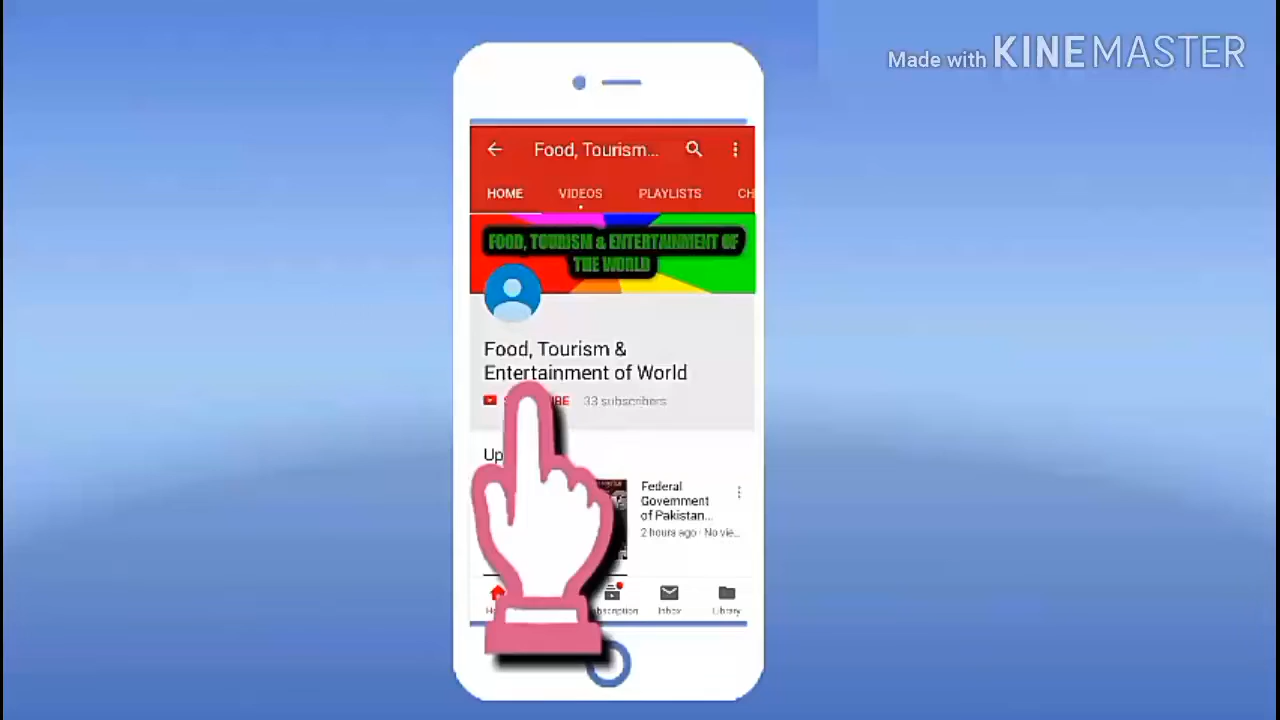 Made with KINEMASTER
Food, Tourism...
HOME VIDEOS PLAYLISTS CH
FOOD, TOURISM & ENTERTAINMENT OF
THE WORLD
Food, Tourism &
Entertainment of World
33 subscribers
Up
Federal
Government
of Pakistan...
2 hours ago · No vie...
Inbox Library